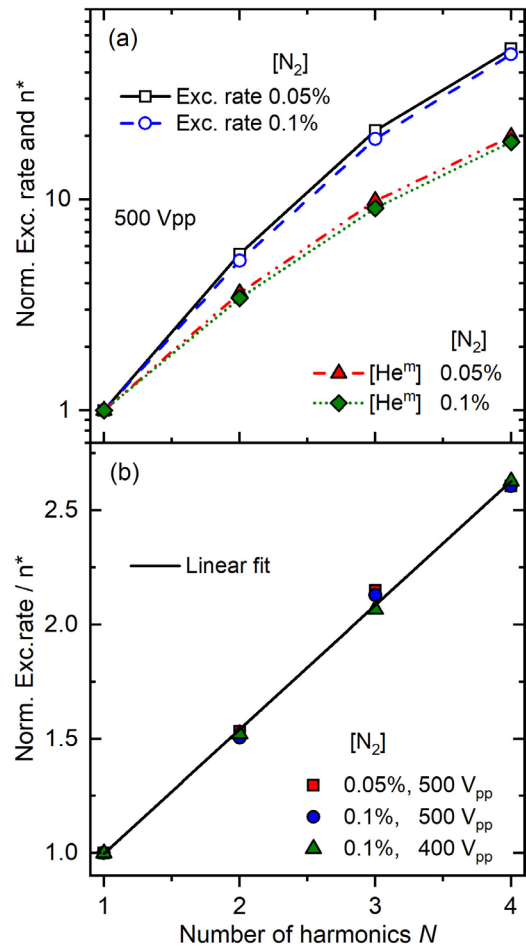 (a)
[N₂]
Exc. rate 0.05%
Exc. rate 0.1%
500 Vpp
[N₂]
[Heᵐ] 0.05%
[Heᵐ] 0.1%
10
1
Norm. Exc. rate and n*
(b)
Linear fit
[N₂]
0.05%, 500 Vₚₚ
0.1%, 500 Vₚₚ
0.1%, 400 Vₚₚ
2.5
2.0
1.5
1.0
Norm. Exc.rate / n*
1 2 3 4
Number of harmonics N